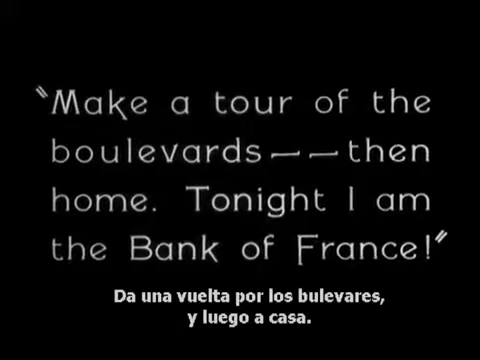 "Make a tour of the
boulevards — — then
home. Tonight I am
the Bank of France!"
Da una vuelta por los bulevares,
y luego a casa.